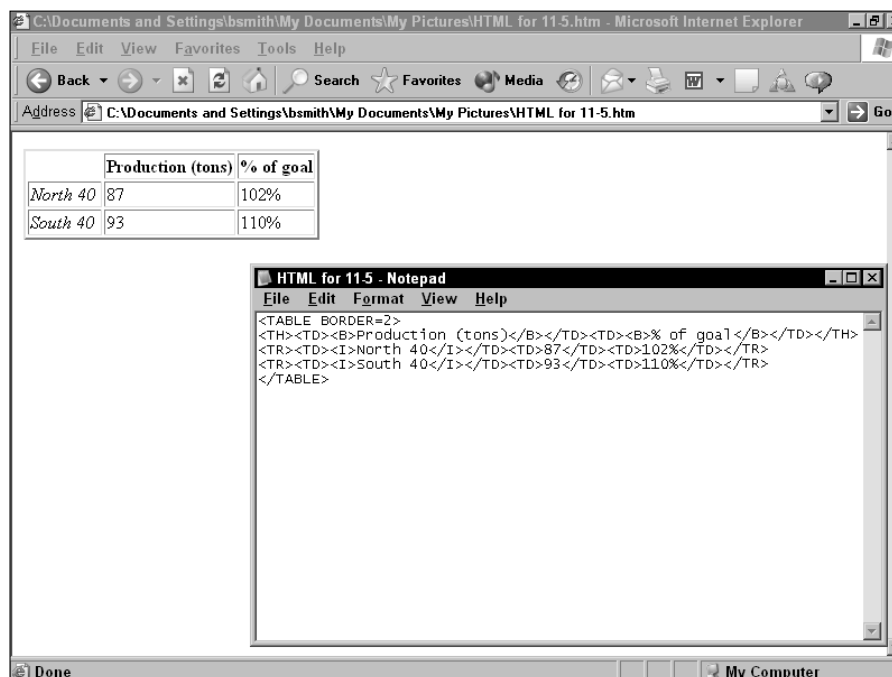 C:\Documents and Settings\bsmith\My Documents\My Pictures\HTML for 11-5.htm - Microsoft Internet Explorer
File Edit View Favorites Tools Help
Back Search Favorites Media
Address C:\Documents and Settings\bsmith\My Documents\My Pictures\HTML for 11-5.htm Go
Production (tons) % of goal
North 40 87 102%
South 40 93 110%
HTML for 11-5 - Notepad
File Edit Format View Help
<TABLE BORDER=2>
<TH><TD><B>Production (tons)</B></TD><TD><B>% of goal</B></TD></TH>
<TR><TD><I>North 40</I></TD><TD>87</TD><TD>102%</TD></TR>
<TR><TD><I>South 40</I></TD><TD>93</TD><TD>110%</TD></TR>
</TABLE>
Done My Computer